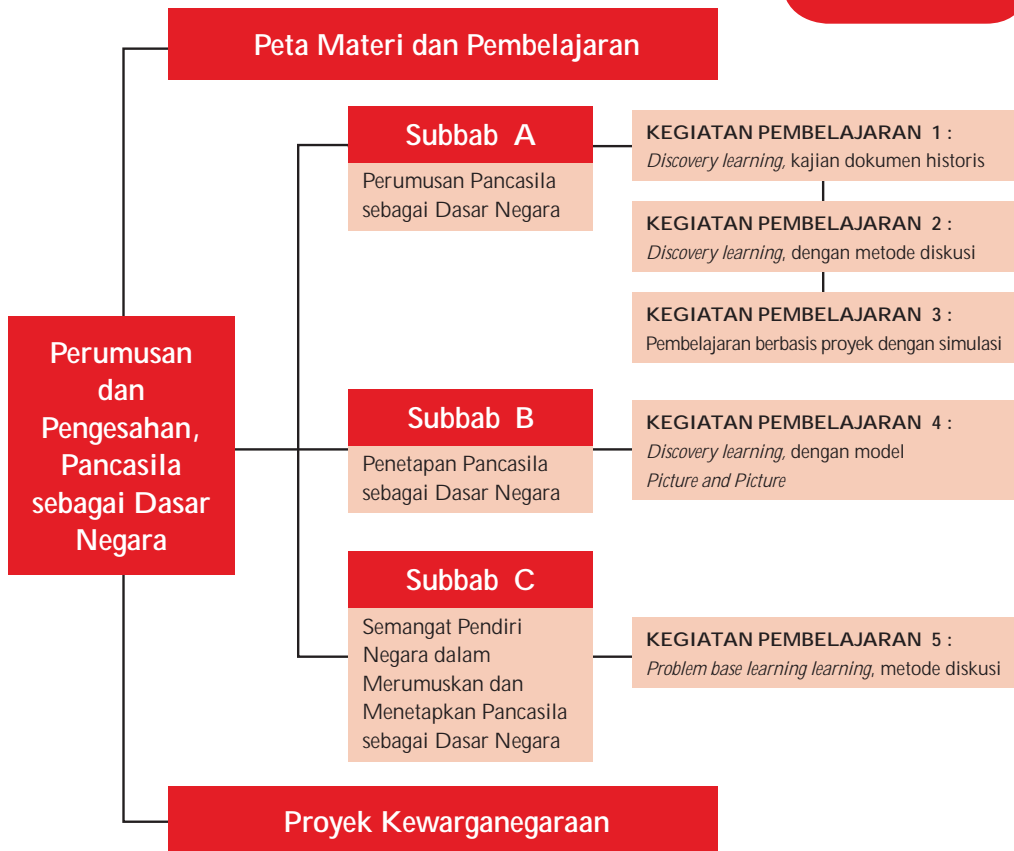 Peta Materi dan Pembelajaran
Perumusan
dan
Pengesahan,
Pancasila
sebagai Dasar
Negara
Subbab A
Perumusan Pancasila
sebagai Dasar Negara
KEGIATAN PEMBELAJARAN 1 :
Discovery learning, kajian dokumen historis
KEGIATAN PEMBELAJARAN 2 :
Discovery learning, dengan metode diskusi
KEGIATAN PEMBELAJARAN 3 :
Pembelajaran berbasis proyek dengan simulasi
Subbab B
Penetapan Pancasila
sebagai Dasar Negara
KEGIATAN PEMBELAJARAN 4 :
Discovery learning, dengan model
Picture and Picture
Subbab C
Semangat Pendiri
Negara dalam
Merumuskan dan
Menetapkan Pancasila
sebagai Dasar Negara
KEGIATAN PEMBELAJARAN 5 :
Problem base learning learning, metode diskusi
Proyek Kewarganegaraan